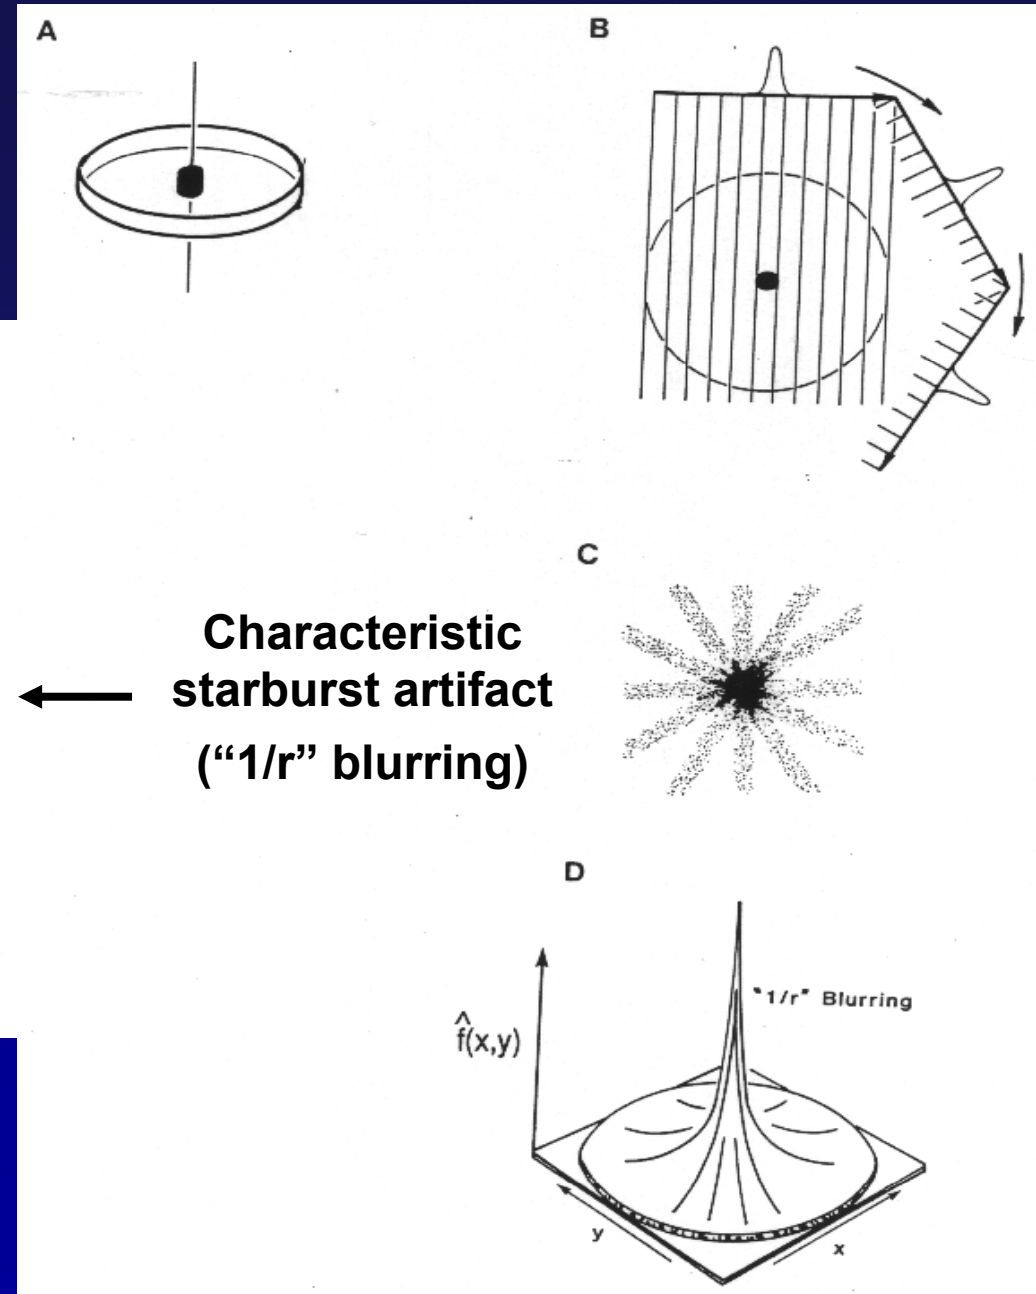 A
B
C
Characteristic
starburst artifact
(“1/r” blurring)
D
"1/r" Blurring
f̂(x,y)
y
x